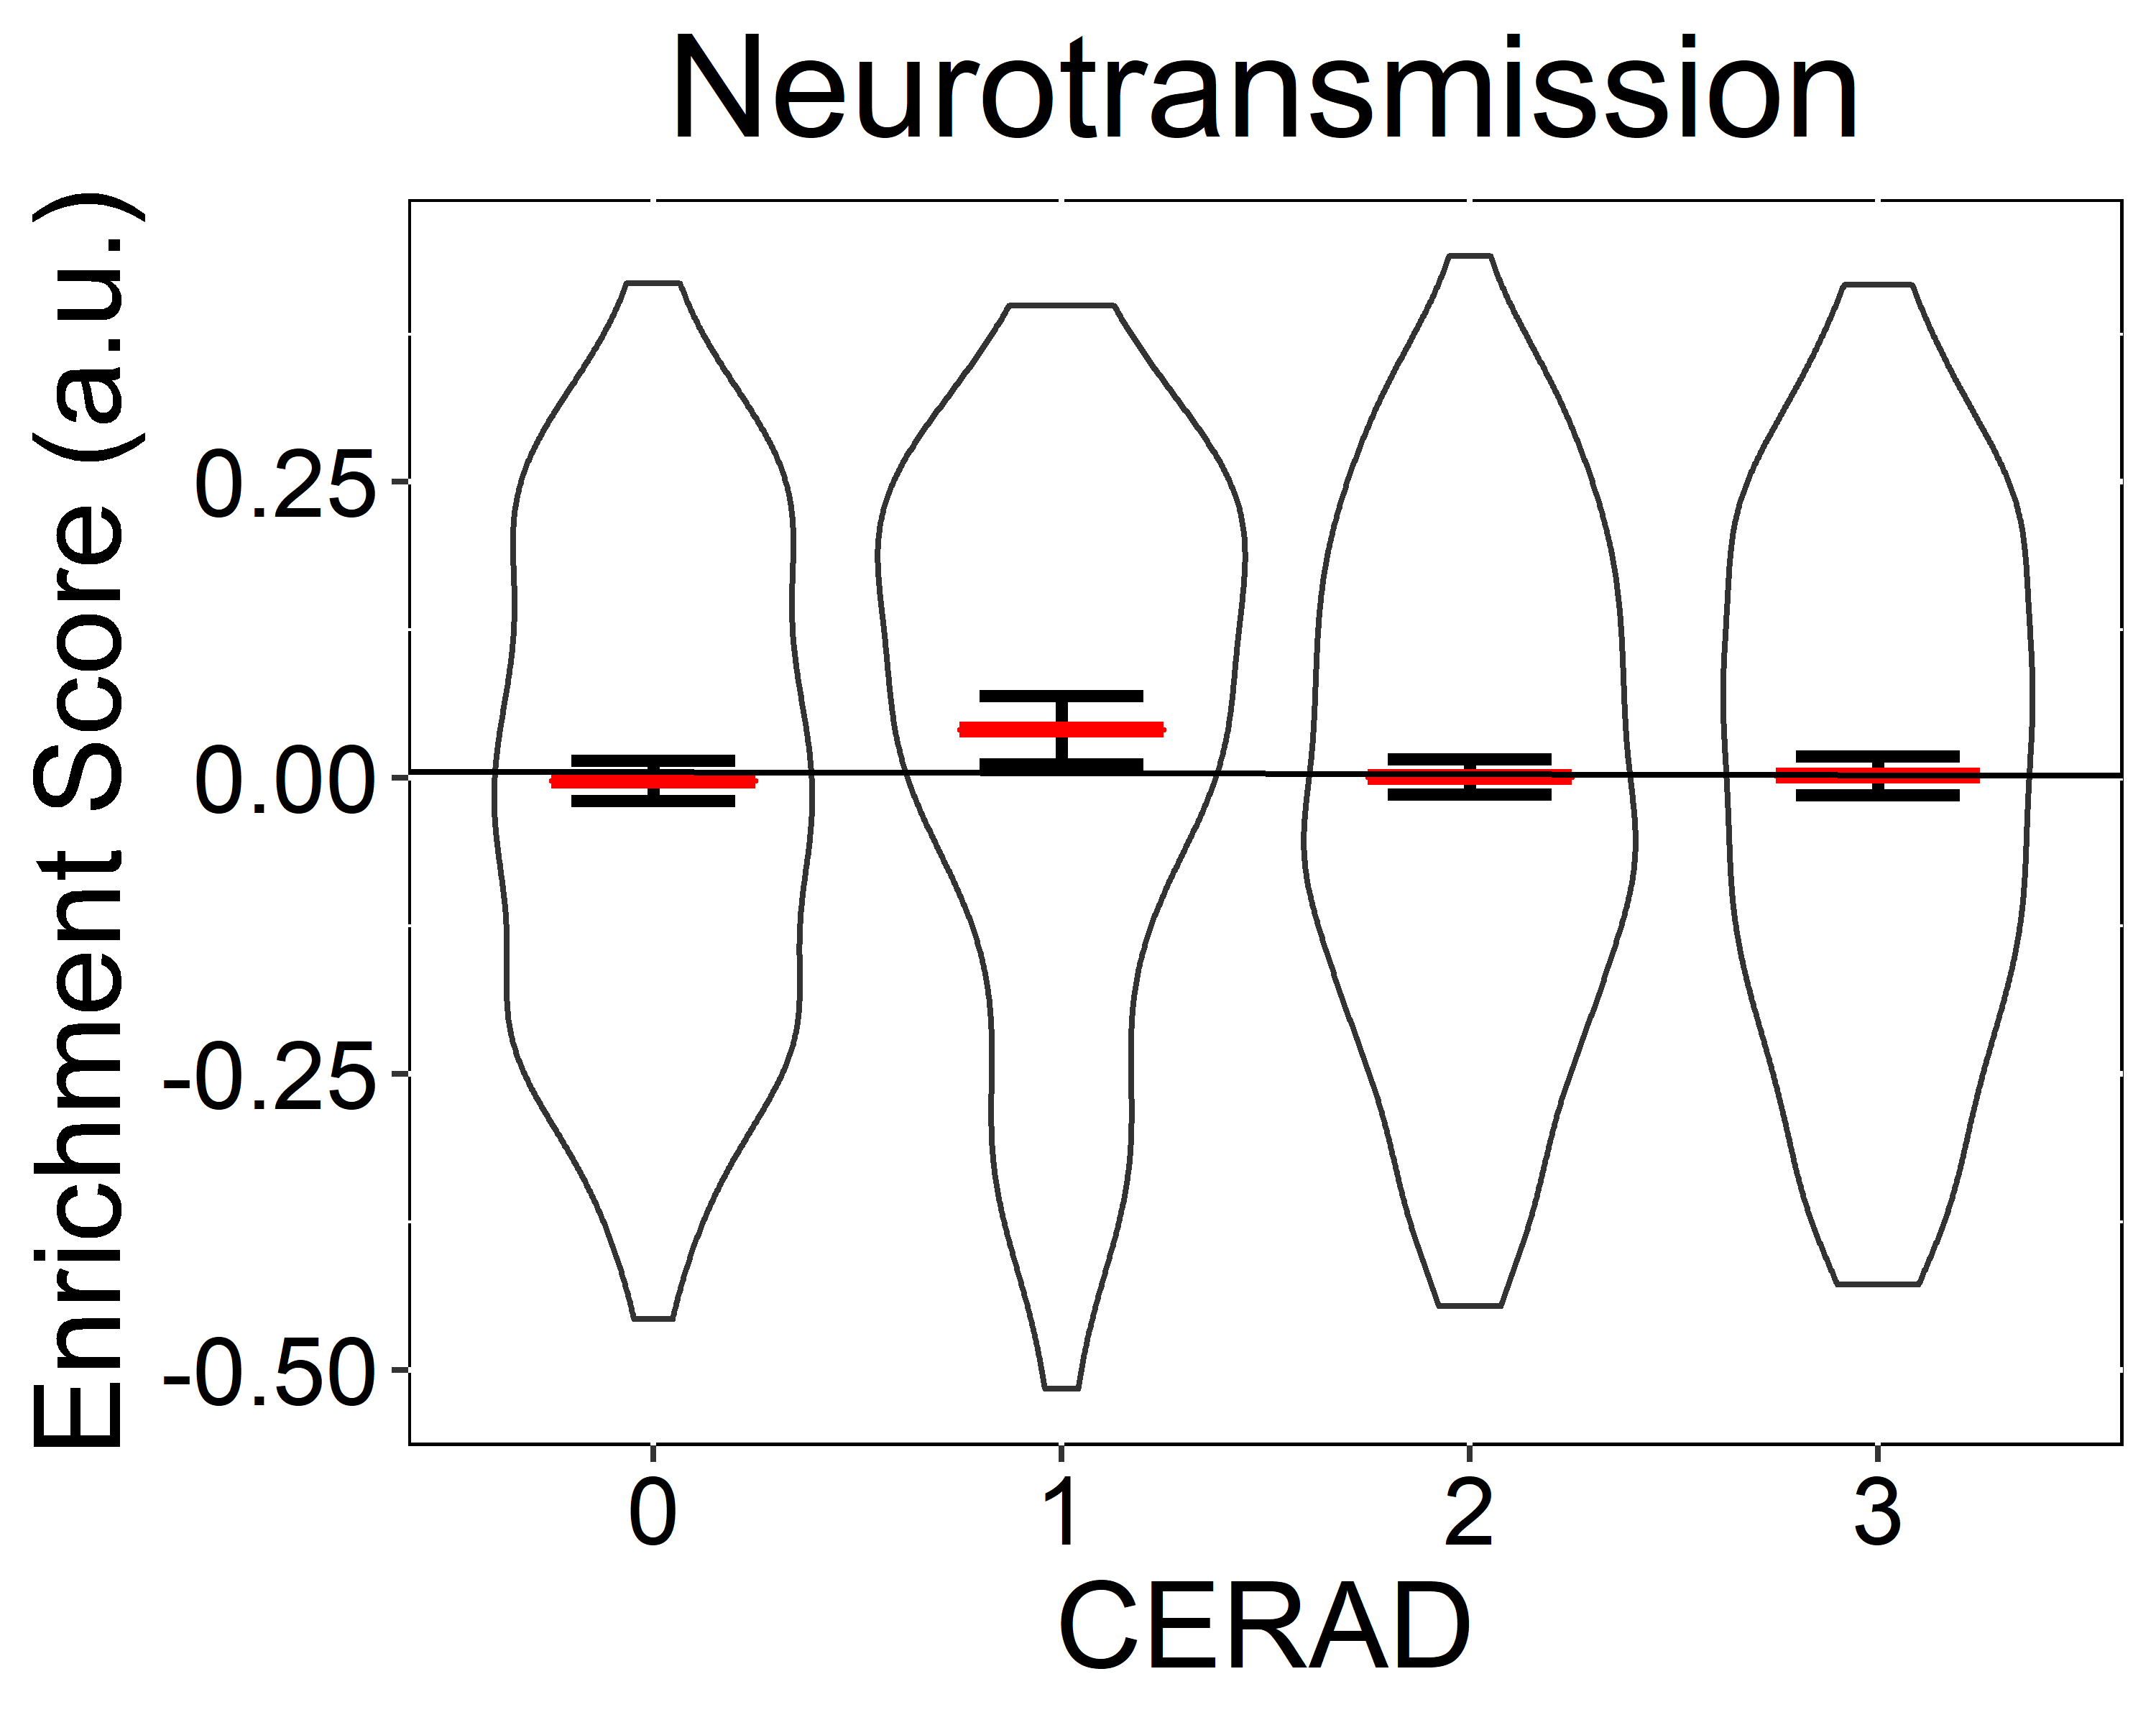 Neurotransmission
Enrichment Score (a.u.)
0.25
0.00
-0.25
-0.50
0 1 2 3
CERAD